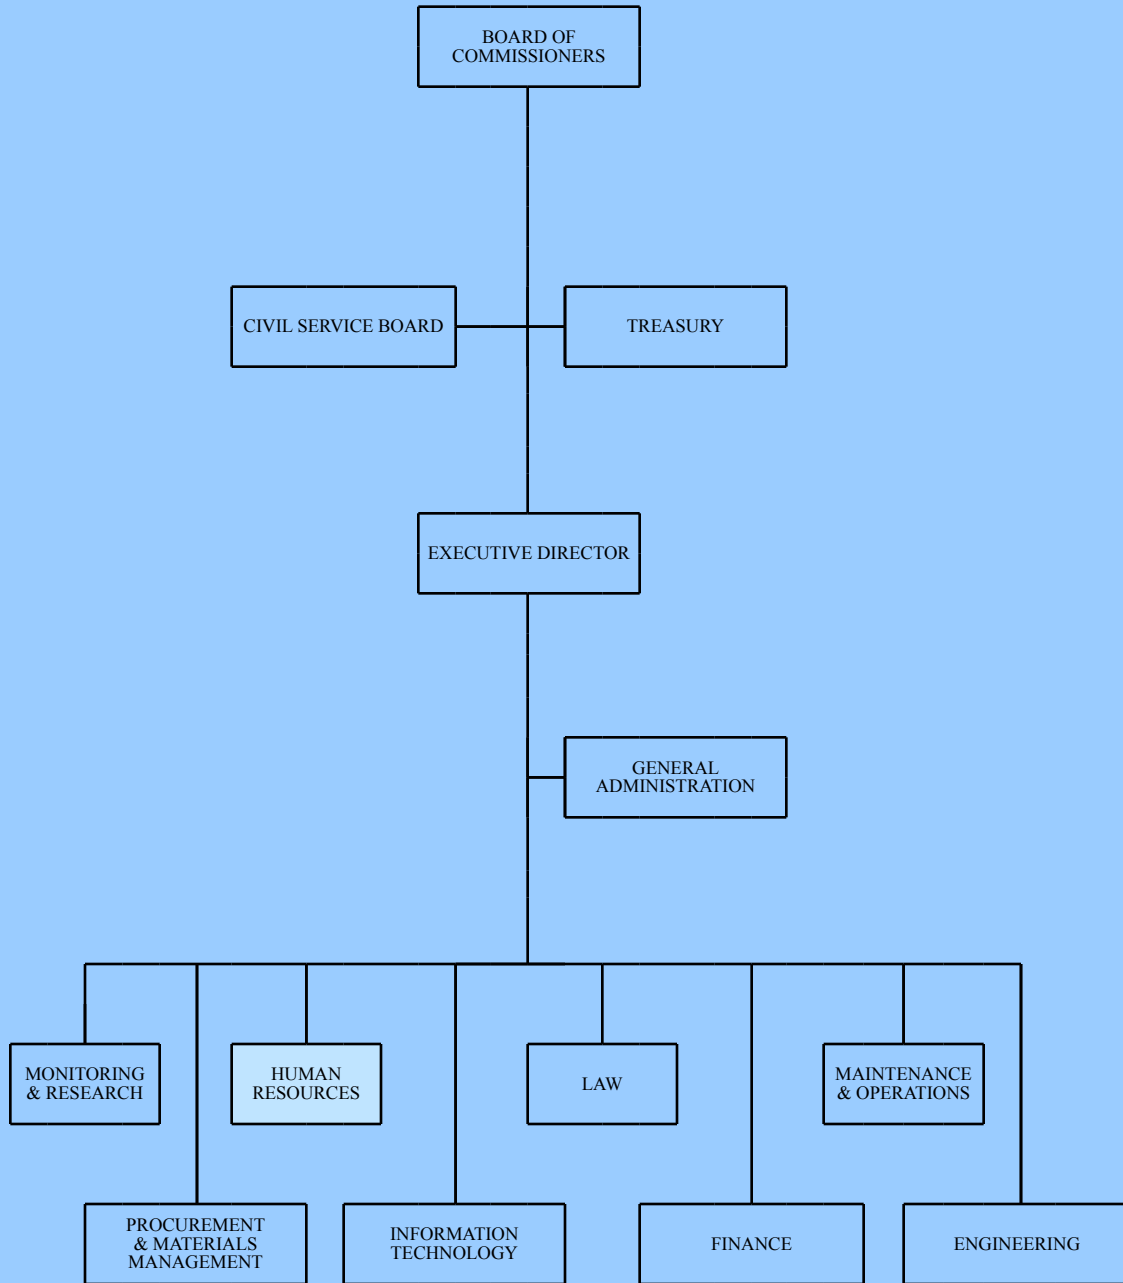 BOARD OF
COMMISSIONERS
CIVIL SERVICE BOARD
TREASURY
EXECUTIVE DIRECTOR
GENERAL
ADMINISTRATION
MONITORING
& RESEARCH
HUMAN
RESOURCES
LAW
MAINTENANCE
& OPERATIONS
PROCUREMENT
& MATERIALS
MANAGEMENT
INFORMATION
TECHNOLOGY
FINANCE
ENGINEERING